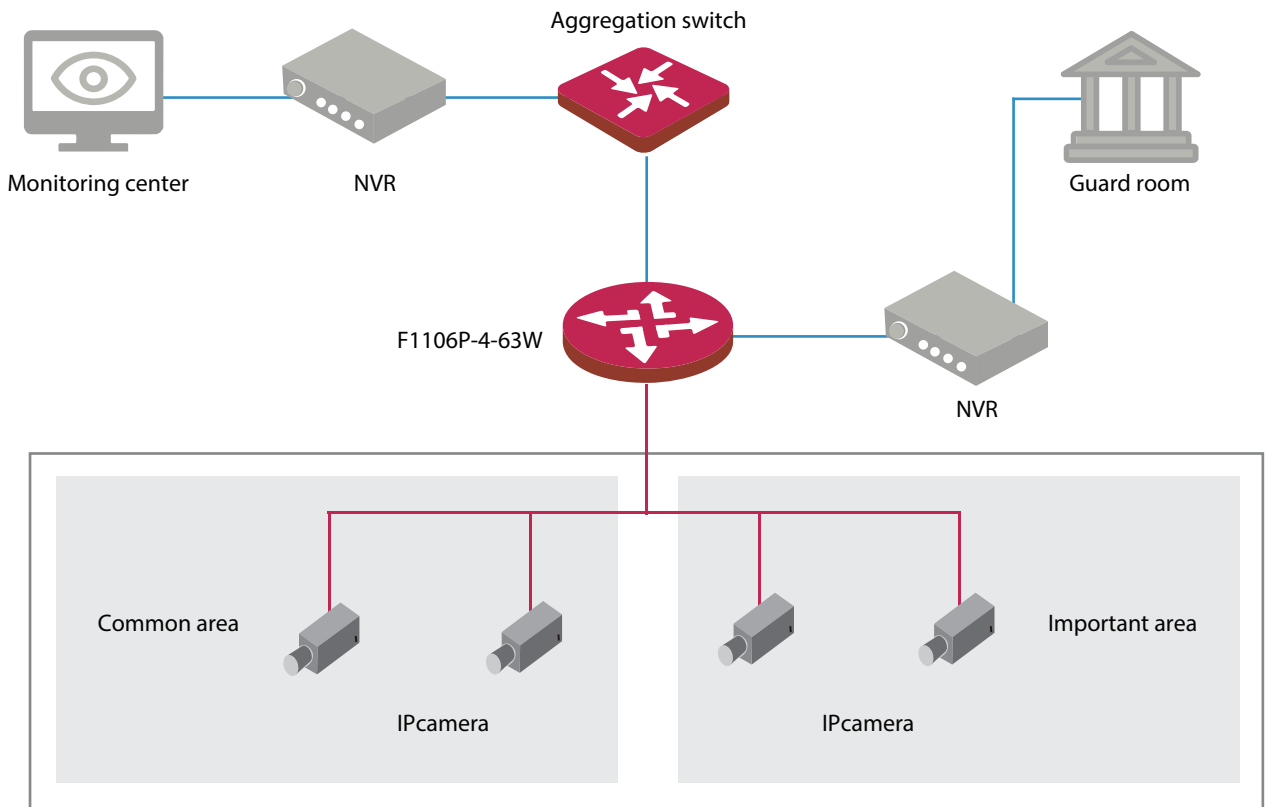 Aggregation switch
Monitoring center
NVR
Guard room
F1106P-4-63W
NVR
Common area
Important area
IPcamera
IPcamera